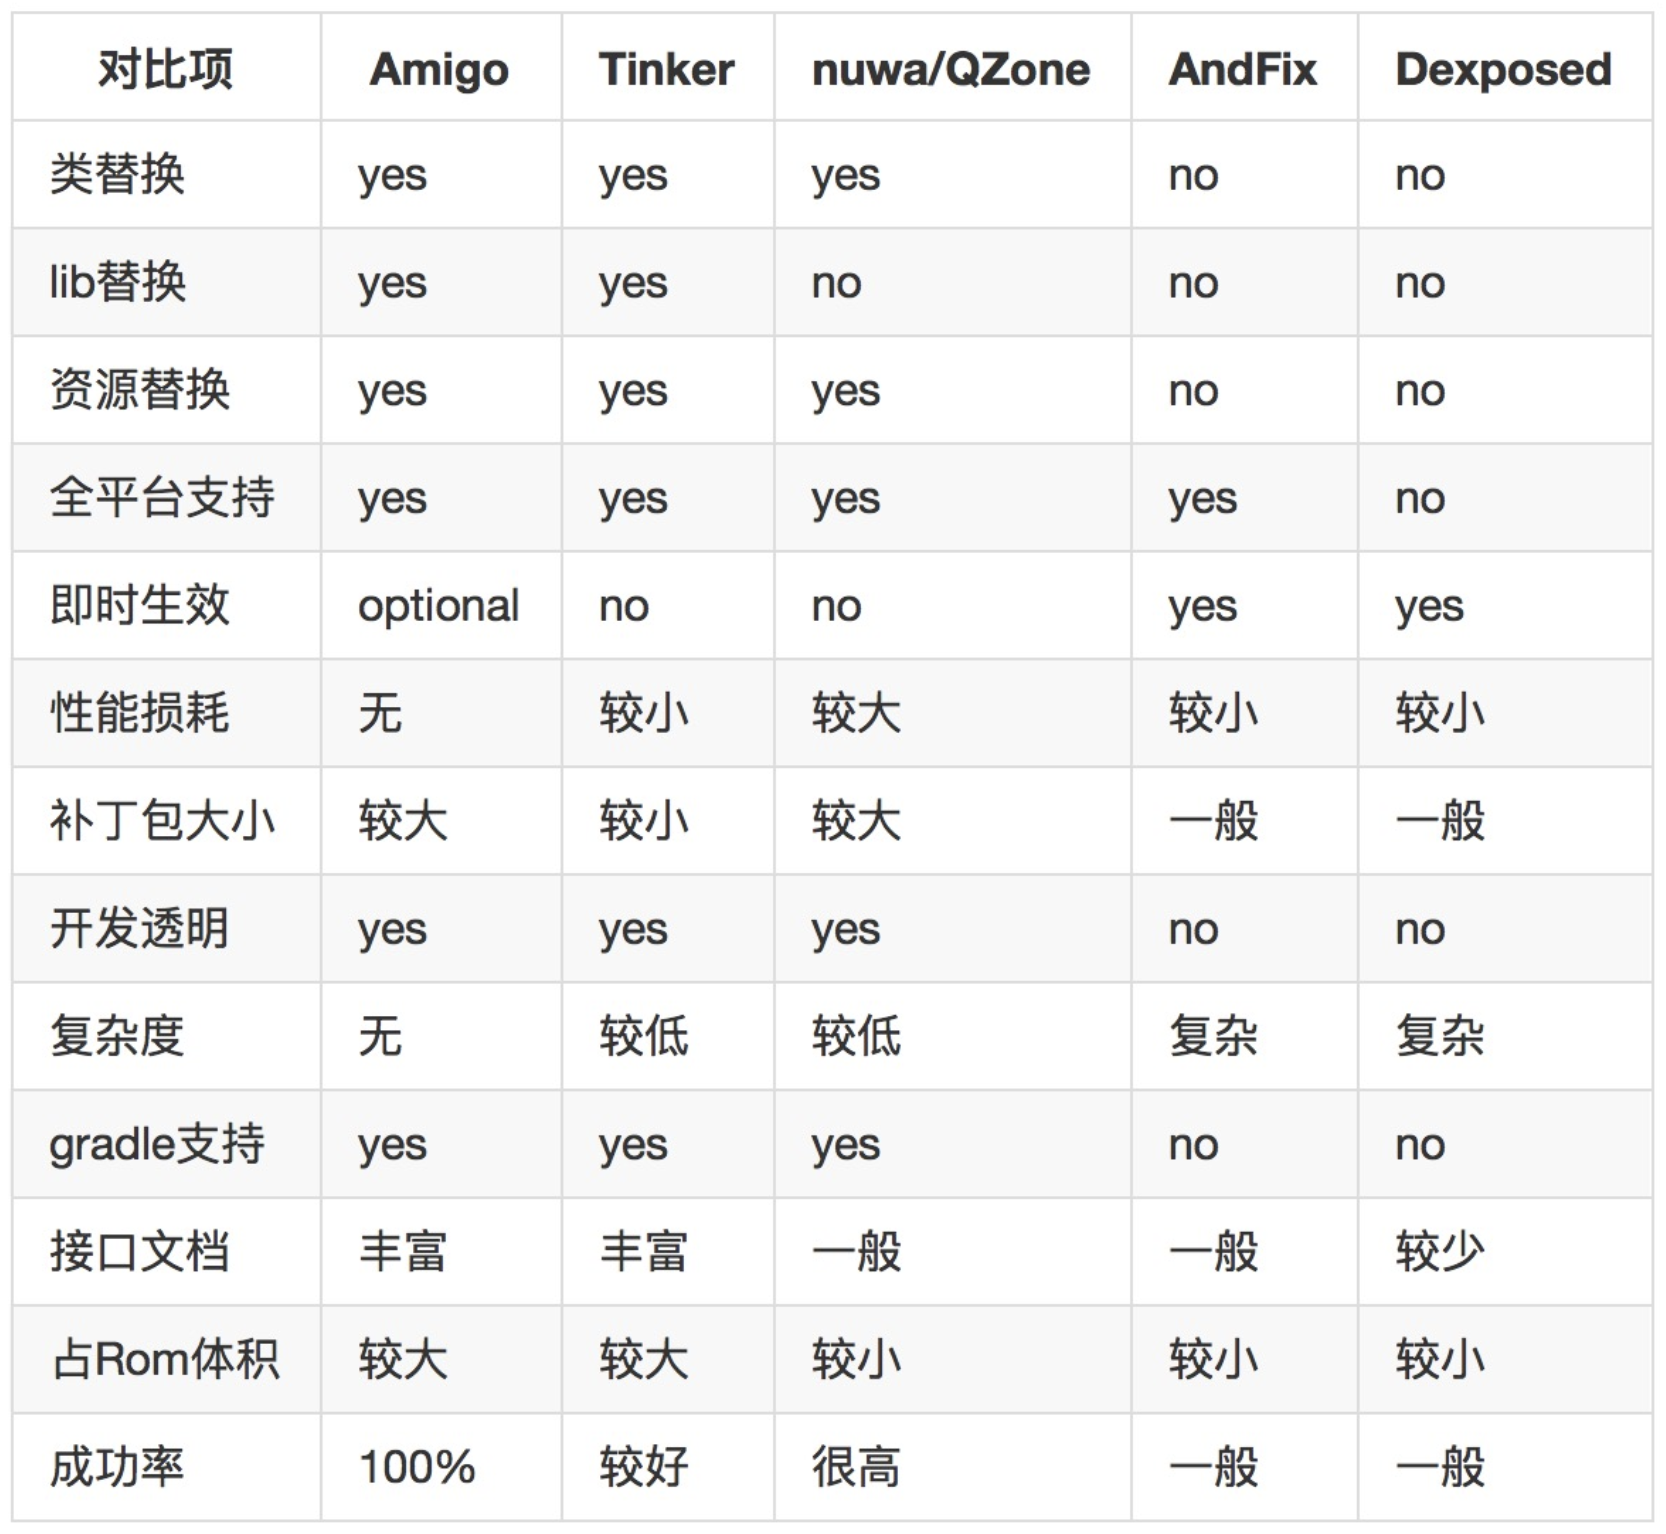 对比项 Amigo Tinker nuwa/QZone AndFix Dexposed
类替换 yes yes yes no no
lib替换 yes yes no no no
资源替换 yes yes yes no no
全平台支持 yes yes yes yes no
即时生效 optional no no yes yes
性能损耗 无 较小 较大 较小 较小
补丁包大小 较大 较小 较大 一般 一般
开发透明 yes yes yes no no
复杂度 无 较低 较低 复杂 复杂
gradle支持 yes yes yes no no
接口文档 丰富 丰富 一般 一般 较少
占Rom体积 较大 较大 较小 较小 较小
成功率 100% 较好 很高 一般 一般